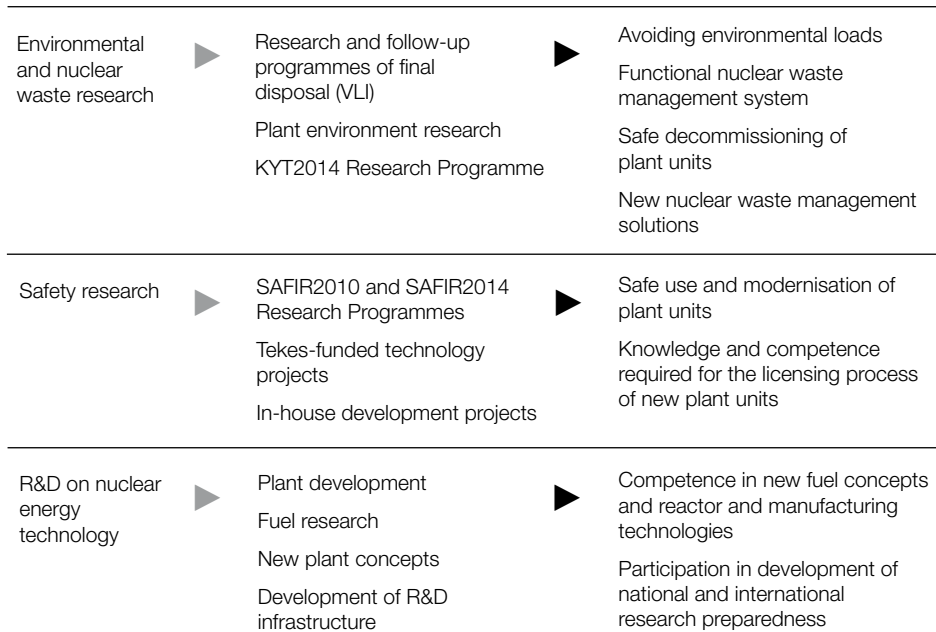 Environmental
and nuclear
waste research
Research and follow-up
programmes of final
disposal (VLI)
Plant environment research
KYT2014 Research Programme
Avoiding environmental loads
Functional nuclear waste
management system
Safe decommissioning of
plant units
New nuclear waste management
solutions
Safety research
SAFIR2010 and SAFIR2014
Research Programmes
Tekes-funded technology
projects
In-house development projects
Safe use and modernisation of
plant units
Knowledge and competence
required for the licensing process
of new plant units
R&D on nuclear
energy
technology
Plant development
Fuel research
New plant concepts
Development of R&D
infrastructure
Competence in new fuel concepts
and reactor and manufacturing
technologies
Participation in development of
national and international
research preparedness